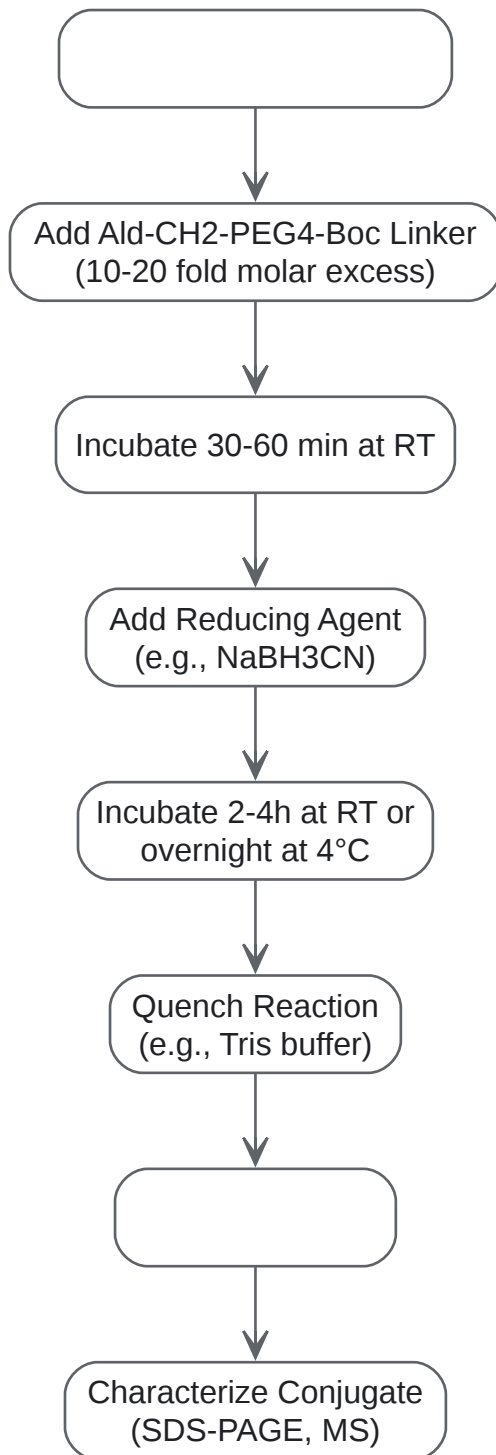 Add Ald-CH2-PEG4-Boc Linker
(10-20 fold molar excess)
Incubate 30-60 min at RT
Add Reducing Agent
(e.g., NaBH3CN)
Incubate 2-4h at RT or
overnight at 4°C
Quench Reaction
(e.g., Tris buffer)
Characterize Conjugate
(SDS-PAGE, MS)